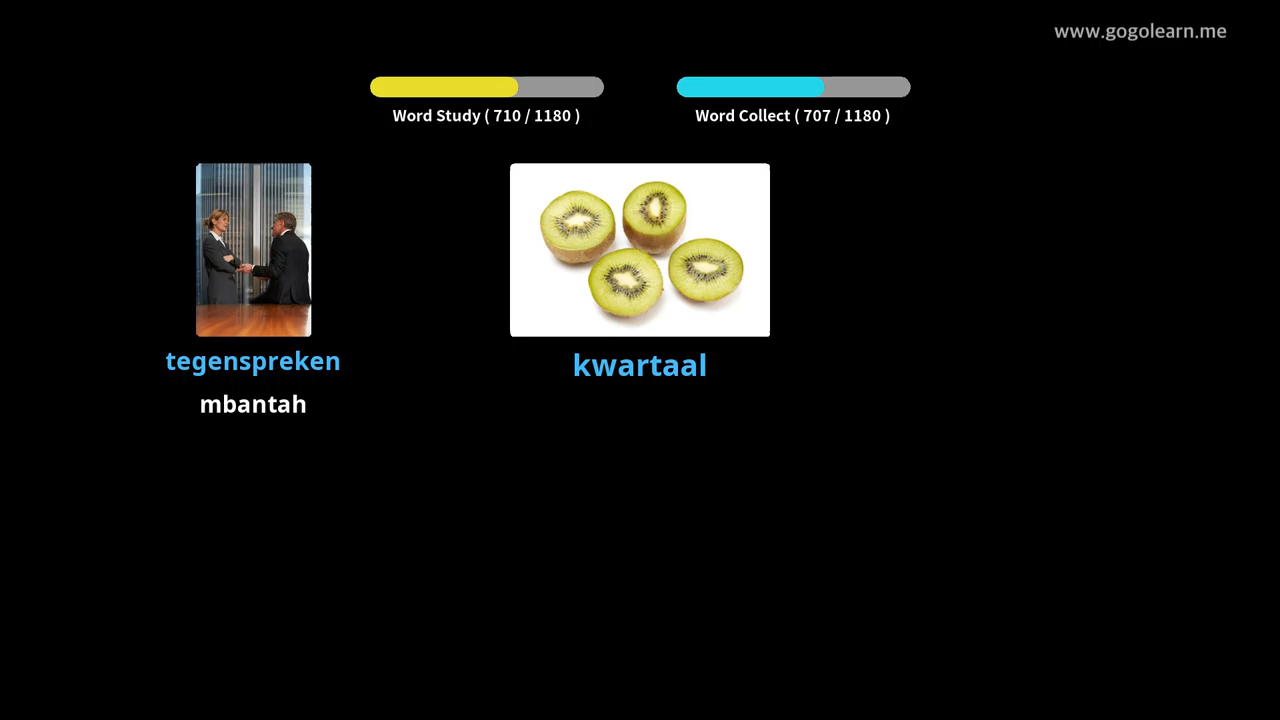 www.gogolearn.me
Word Study ( 710 / 1180 )
Word Collect ( 707 / 1180 )
tegenspreken
mbantah
kwartaal